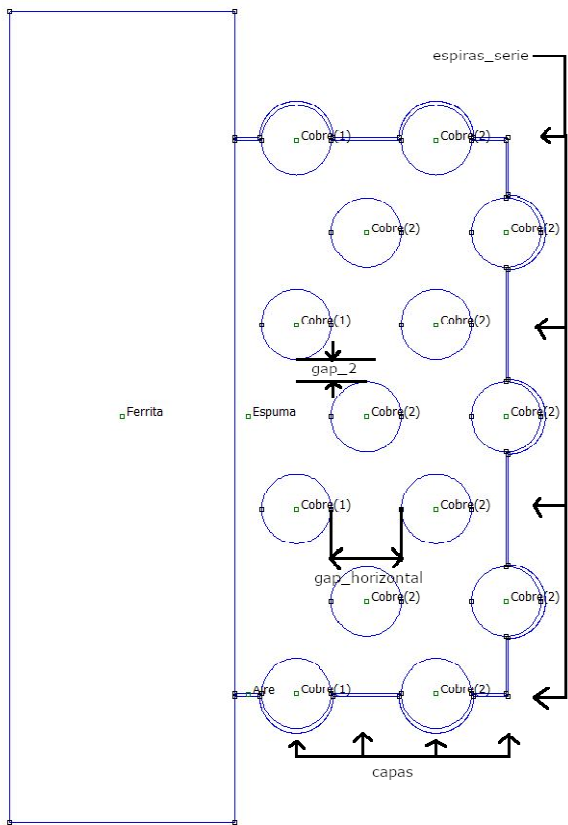 espiras_serie
Cobre(1)
Cobre(2)
Cobre(2)
Cobre(2)
Cobre(1)
Cobre(2)
gap_2
Ferrita
Espuma
Cobre(2)
Cobre(2)
Cobre(1)
Cobre(2)
gap_horizontal
Cobre(2)
Cobre(2)
Aire
Cobre(1)
Cobre(2)
capas